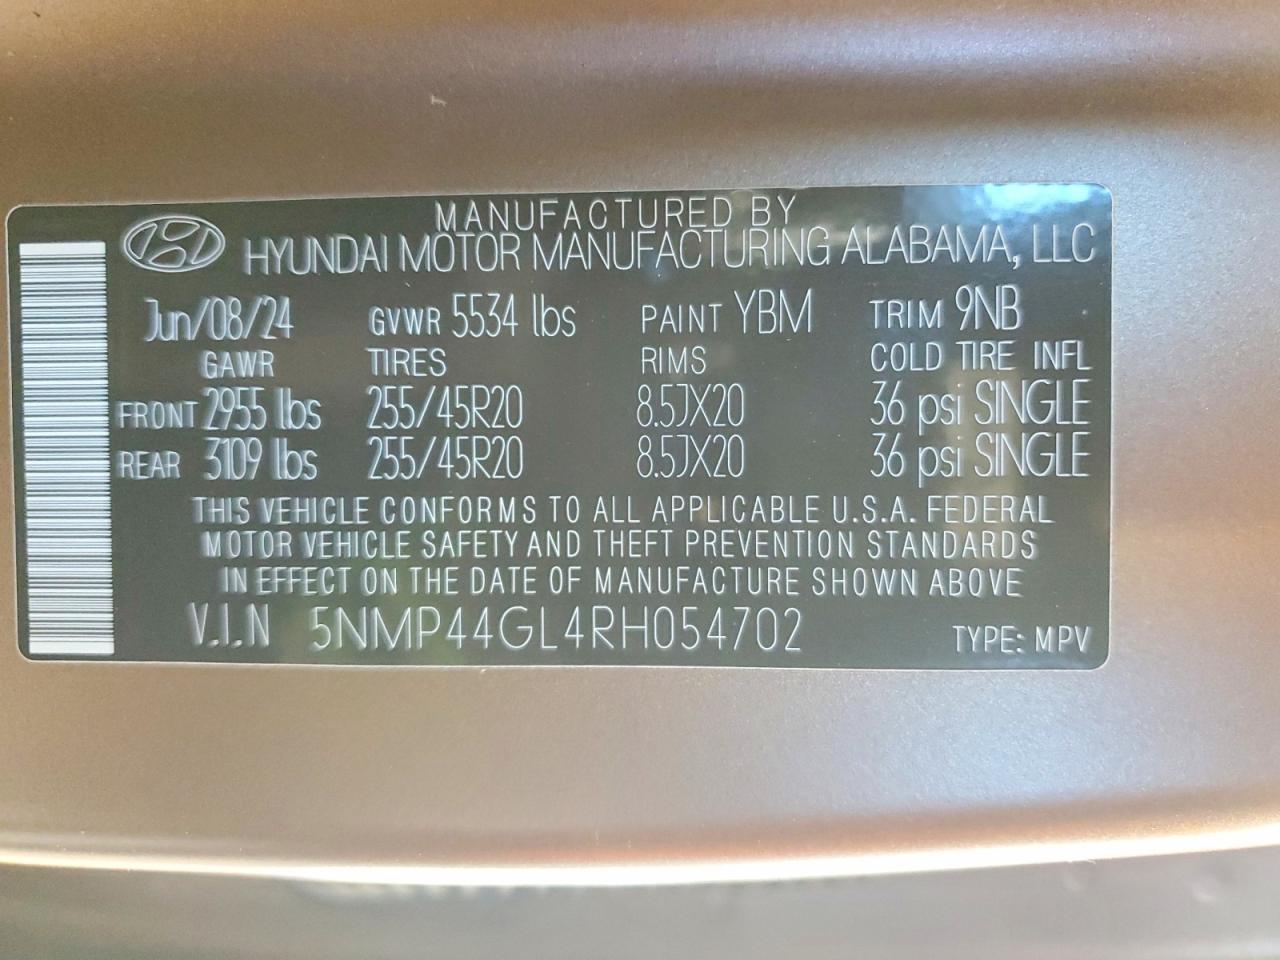 MANUFACTURED BY
HYUNDAI MOTOR MANUFACTURING ALABAMA, LLC
Jun/08/24 GVWR 5534 lbs PAINT YBM TRIM 9NB
GAWR TIRES RIMS COLD TIRE INFL
FRONT 2955 lbs 255/45R20 8.5JX20 36 psi SINGLE
REAR 3109 lbs 255/45R20 8.5JX20 36 psi SINGLE
THIS VEHICLE CONFORMS TO ALL APPLICABLE U.S.A. FEDERAL
MOTOR VEHICLE SAFETY AND THEFT PREVENTION STANDARDS
IN EFFECT ON THE DATE OF MANUFACTURE SHOWN ABOVE
V.I.N 5NMP44GL4RH054702 TYPE: MPV